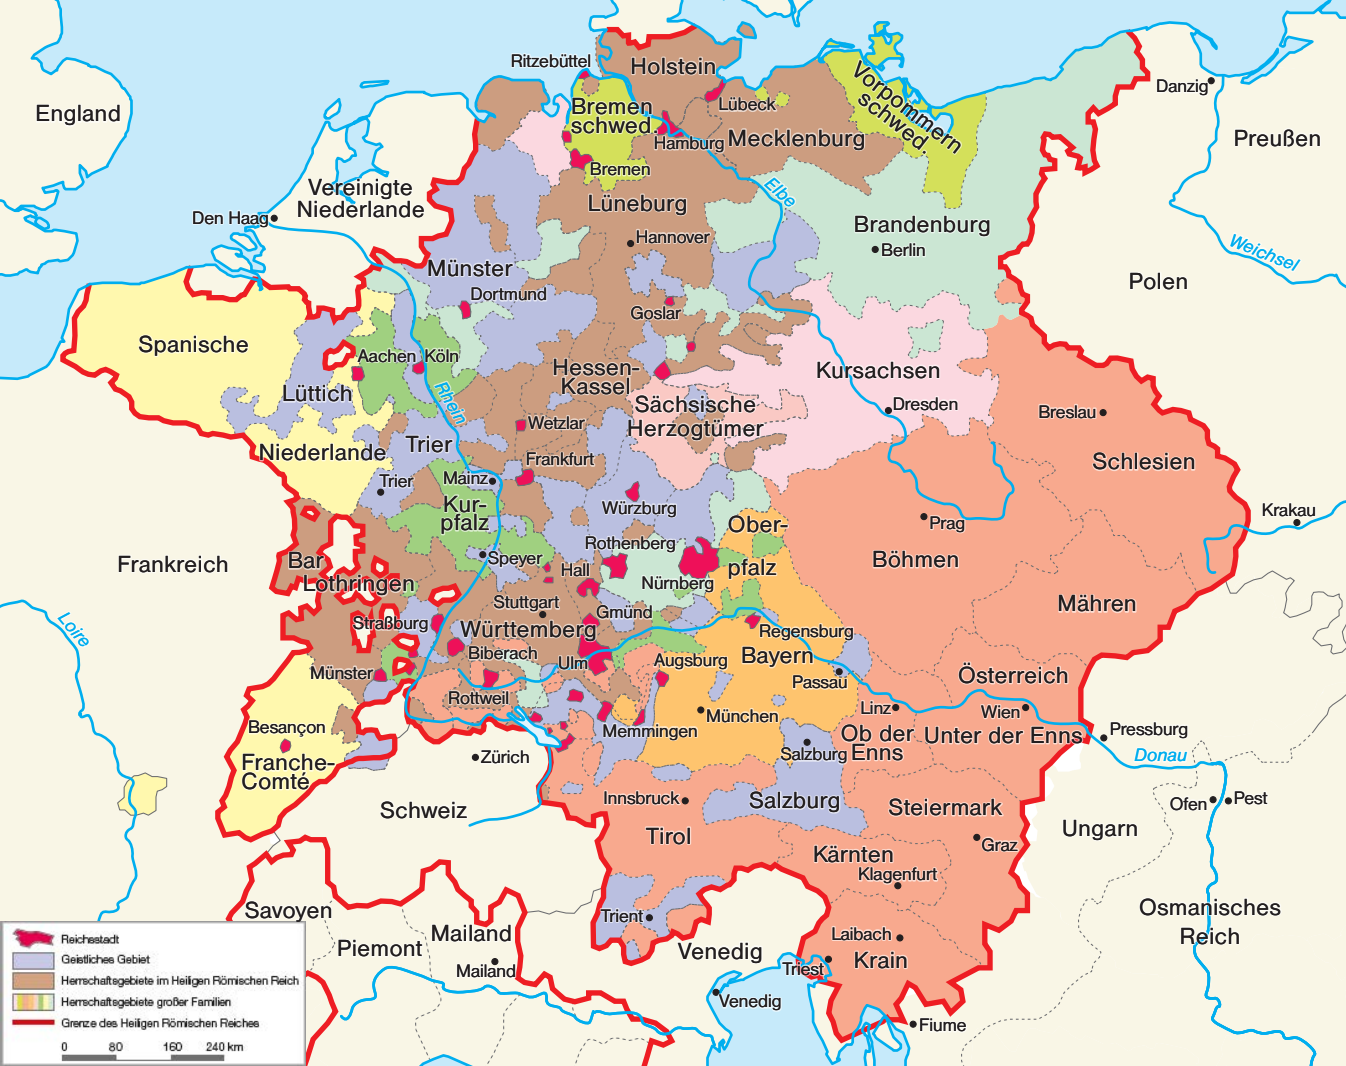 Ritzebüttel
Holstein
England
Danzig
Lübeck
Vorpommern
schwed.
Bremen
schwed.
Hamburg
Mecklenburg
Preußen
Bremen
Vereinigte
Niederlande
Elbe
Den Haag
Lüneburg
Hannover
Brandenburg
Berlin
Weichsel
Münster
Dortmund
Polen
Goslar
Spanische
Aachen
Köln
Hessen-
Kassel
Kursachsen
Lüttich
Rhein
Sächsische
Herzogtümer
Dresden
Breslau
Wetzlar
Niederlande
Trier
Frankfurt
Schlesien
Trier
Mainz
Kur-
pfalz
Würzburg
Ober-
pfalz
Prag
Krakau
Rothenberg
Speyer
Hall
Nürnberg
Böhmen
Frankreich
Bar
Lothringen
Stuttgart
Gmünd
Mähren
Loire
Straßburg
Württemberg
Regensburg
Biberach
Ulm
Augsburg
Bayern
Münster
Passau
Österreich
Rottweil
München
Linz
Wien
Besançon
Memmingen
Salzburg
Ob der
Enns
Unter der Enns
Pressburg
Donau
Franche-
Comté
Zürich
Innsbruck
Salzburg
Steiermark
Ofen
Pest
Schweiz
Tirol
Kärnten
Graz
Ungarn
Klagenfurt
Savoyen
Trient
Osmanisches
Reich
Mailand
Piemont
Venedig
Laibach
Krain
Mailand
Triest
Venedig
Fiume
Reichsstadt
Geistliches Gebiet
Herrschaftsgebiete im Heiligen Römischen Reich
Herrschaftsgebiete großer Familien
Grenze des Heiligen Römischen Reiches
0 80 160 240 km